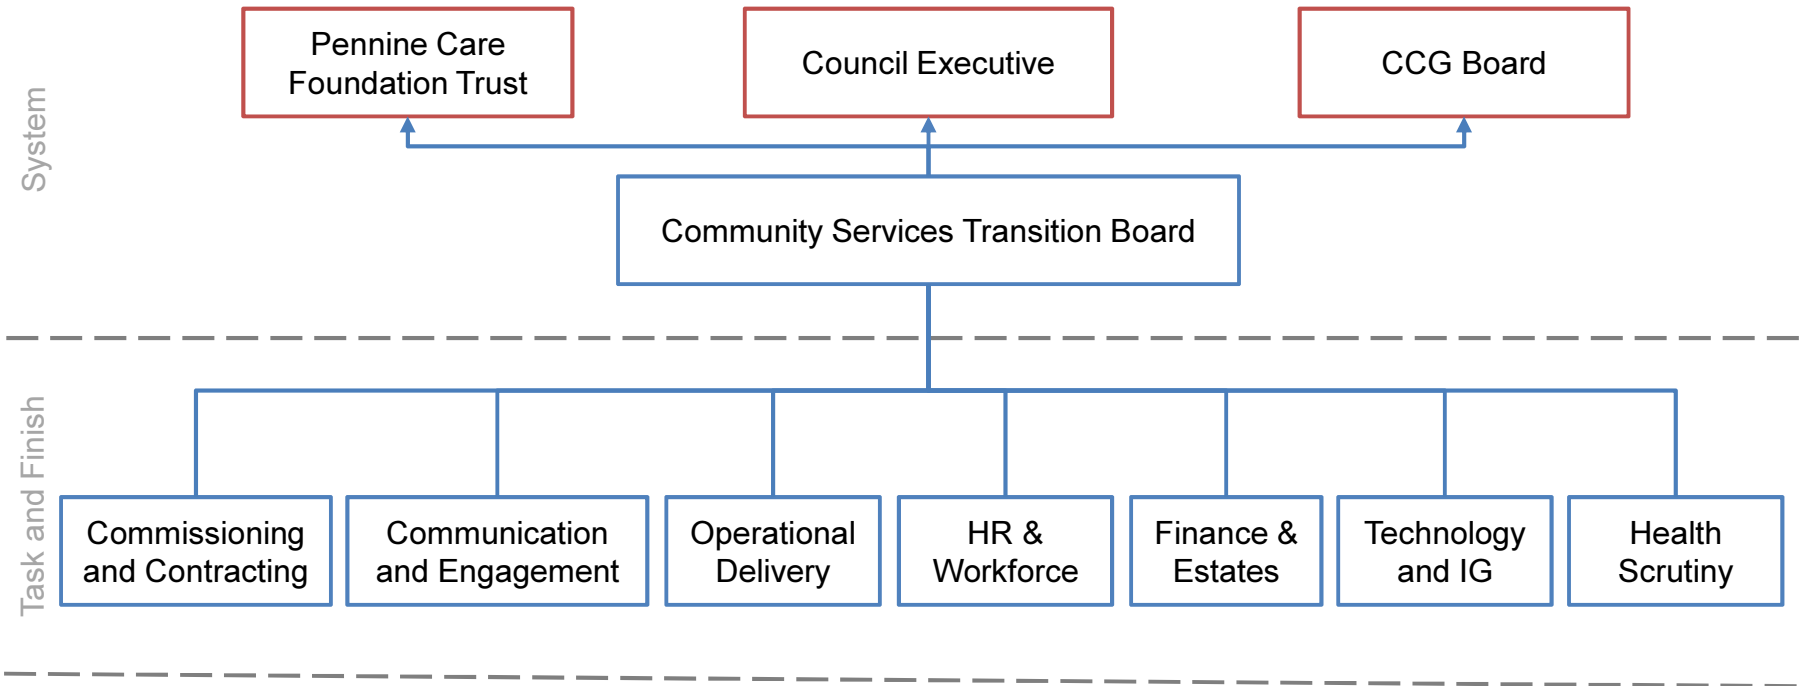 Pennine Care
Foundation Trust
Council Executive
CCG Board
System
Community Services Transition Board
Task and Finish
Commissioning
and Contracting
Communication
and Engagement
Operational
Delivery
HR &
Workforce
Finance &
Estates
Technology
and IG
Health
Scrutiny